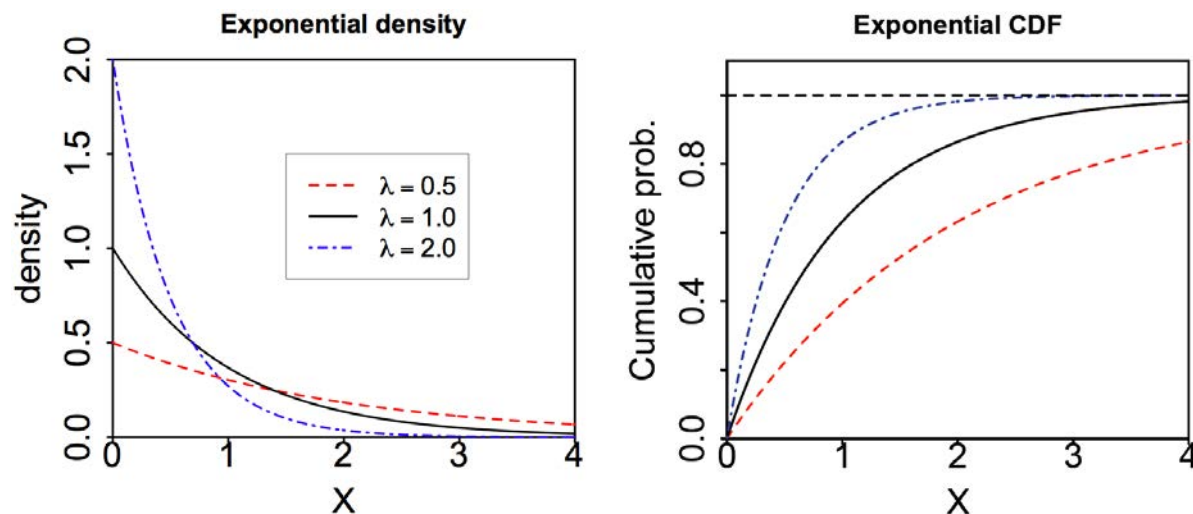 Exponential density
2.0
1.5
1.0
0.5
0.0
density
λ = 0.5
λ = 1.0
λ = 2.0
0 1 2 3 4
X
Exponential CDF
0.8
0.4
0.0
Cumulative prob.
0 1 2 3 4
X